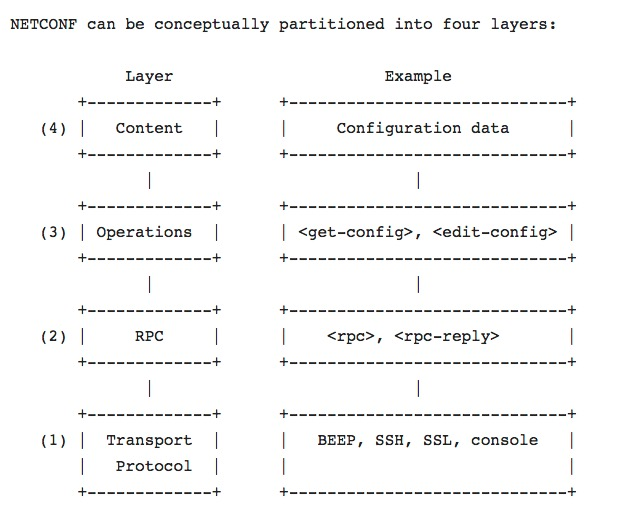 NETCONF can be conceptually partitioned into four layers:
Layer Example
(4) Content Configuration data
(3) Operations <get-config>, <edit-config>
(2) RPC <rpc>, <rpc-reply>
(1) Transport BEEP, SSH, SSL, console
Protocol